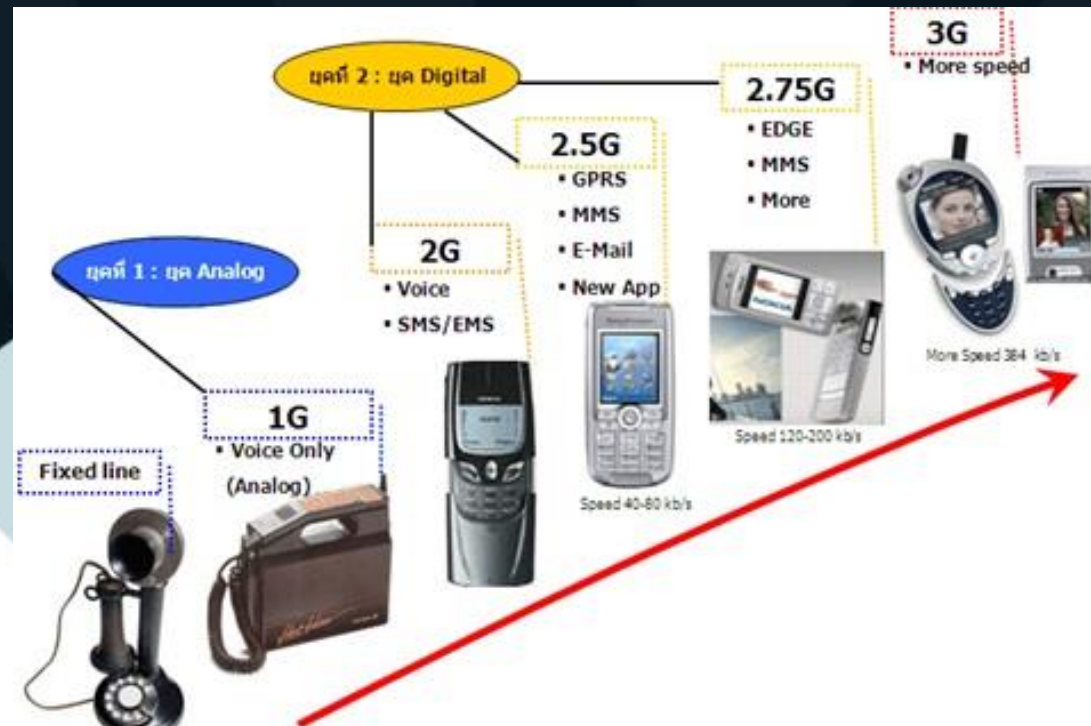 3G
• More speed
ยุคที่ 2 : ยุค Digital
2.75G
• EDGE
• MMS
• More
2.5G
• GPRS
• MMS
• E-Mail
• New App
2G
• Voice
• SMS/EMS
ยุคที่ 1 : ยุค Analog
1G
• Voice Only
(Analog)
Fixed line
More Speed 384 kb/s
Speed 120-200 kb/s
Speed 40-80 kb/s